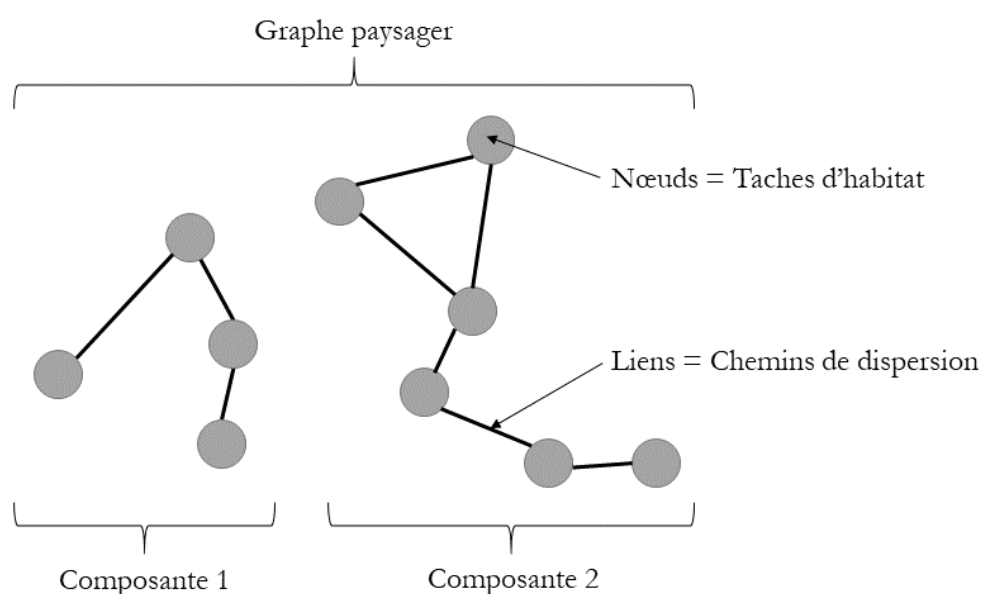 Graphe paysager
Nœuds = Taches d’habitat
Liens = Chemins de dispersion
Composante 1
Composante 2